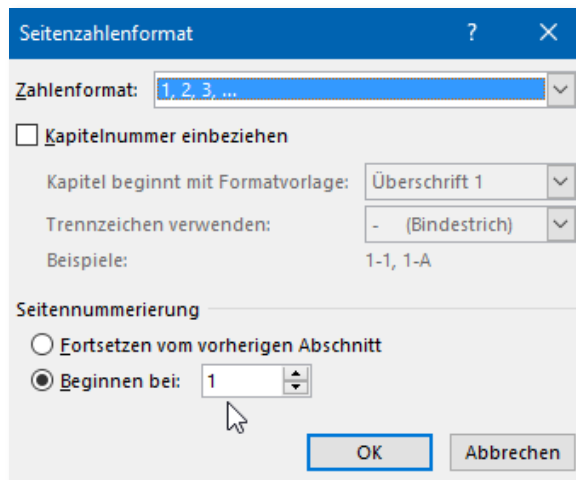 Seitenzahlenformat ?
Zahlenformat: 1, 2, 3, ...
Kapitelnummer einbeziehen
Kapitel beginnt mit Formatvorlage: Überschrift 1
Trennzeichen verwenden: - (Bindestrich)
Beispiele: 1-1, 1-A
Seitennummerierung
Fortsetzen vom vorherigen Abschnitt
Beginnen bei: 1
OK Abbrechen